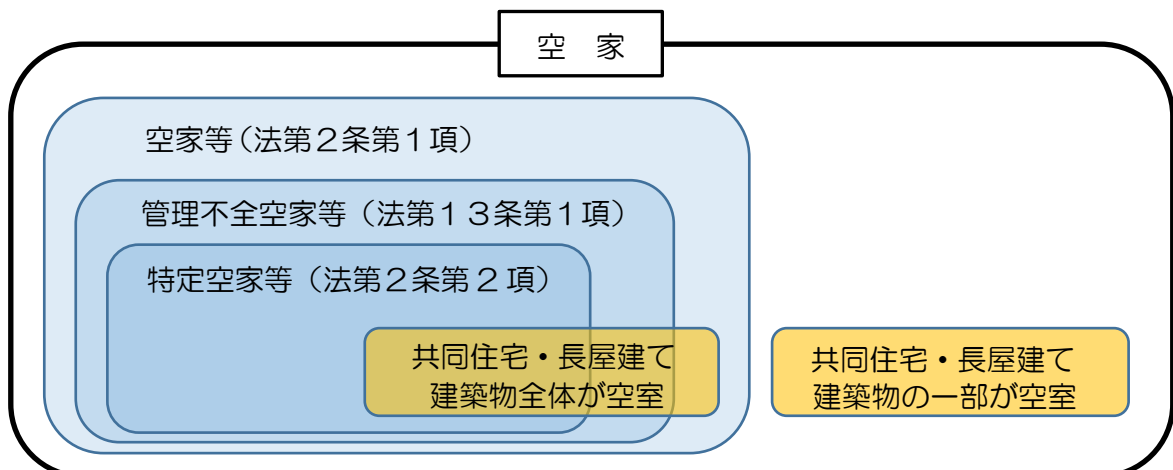 空　家
空家等（法第２条第１項）
管理不全空家等（法第１３条第１項）
特定空家等（法第２条第２項）
共同住宅・長屋建て
建築物全体が空室
共同住宅・長屋建て
建築物の一部が空室